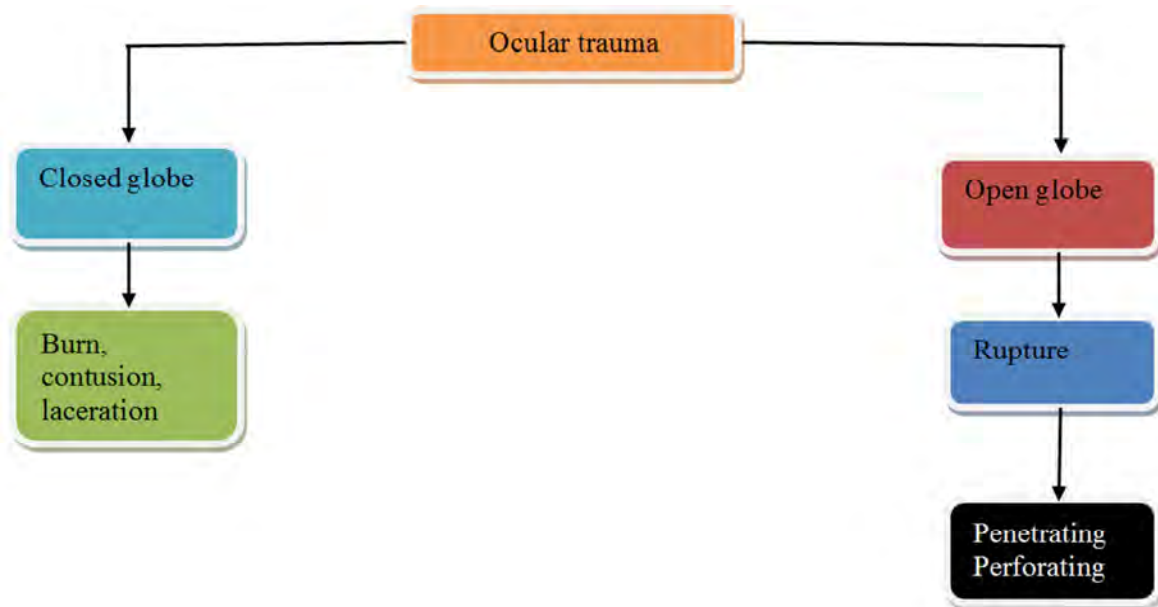 Ocular trauma
Closed globe
Open globe
Burn,
contusion,
laceration
Rupture
Penetrating
Perforating